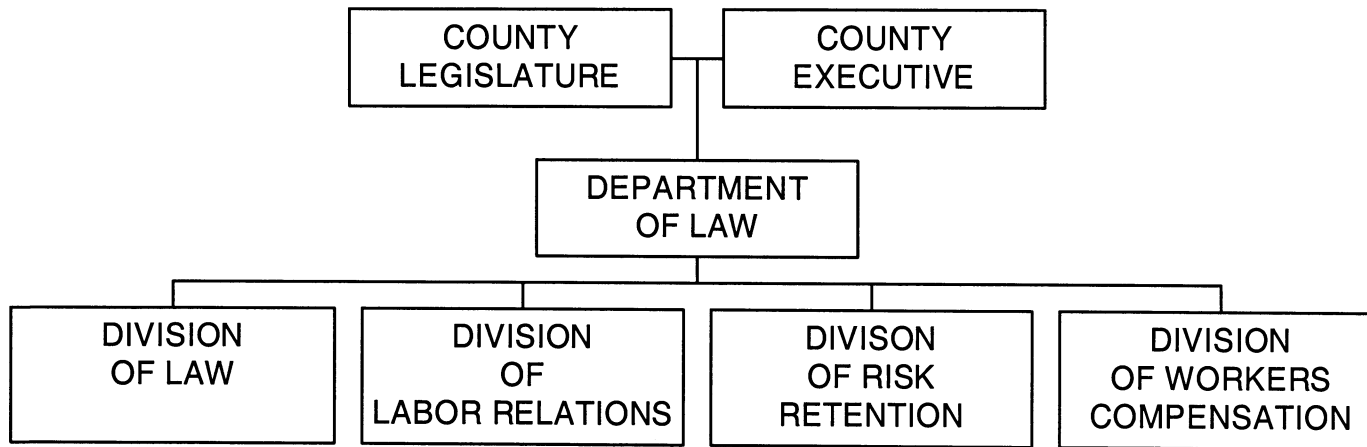 COUNTY
LEGISLATURE
COUNTY
EXECUTIVE
DEPARTMENT
OF LAW
DIVISION
OF LAW
DIVISION
OF
LABOR RELATIONS
DIVISON
OF RISK
RETENTION
DIVISION
OF WORKERS
COMPENSATION